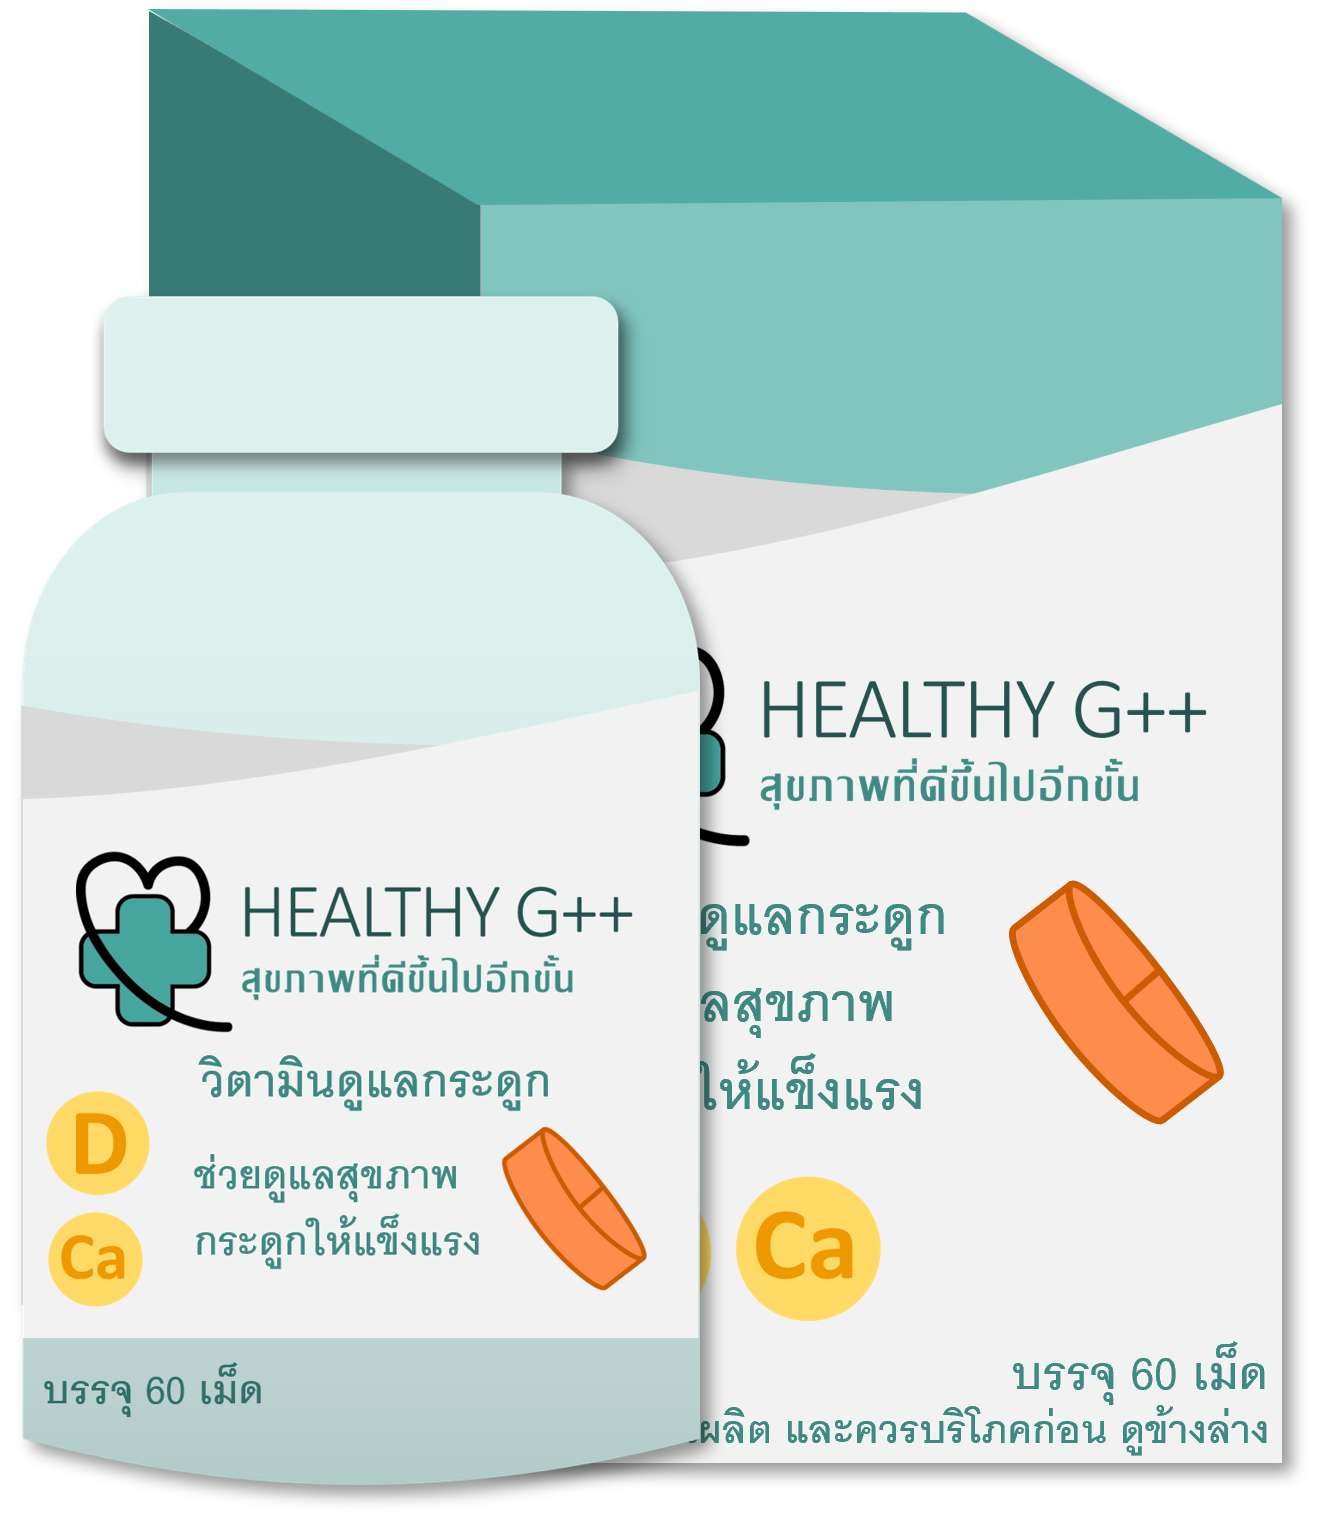 HEALTHY G++
สุขภาพที่ดีขึ้นไปอีกขั้น
วิตามินดูแลกระดูก
D
ช่วยดูแลสุขภาพ
กระดูกให้แข็งแรง
Ca
บรรจุ 60 เม็ด
HEALTHY G++
สุขภาพที่ดีขึ้นไปอีกขั้น
ดูแลกระดูก
ลสุขภาพ
ให้แข็งแรง
Ca
บรรจุ 60 เม็ด
ผลิต และควรบริโภคก่อน ดูข้างล่าง